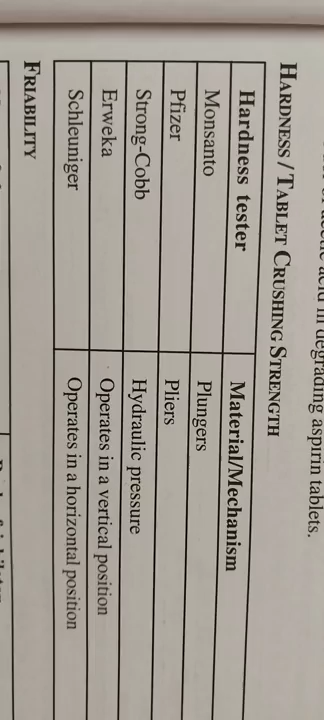 in degrading aspirin tablets.
HARDNESS / TABLET CRUSHING STRENGTH
Hardness tester Material/Mechanism
Monsanto Plungers
Pfizer Pliers
Strong-Cobb Hydraulic pressure
Erweka Operates in a vertical position
Schleuniger Operates in a horizontal position
FRIABILITY